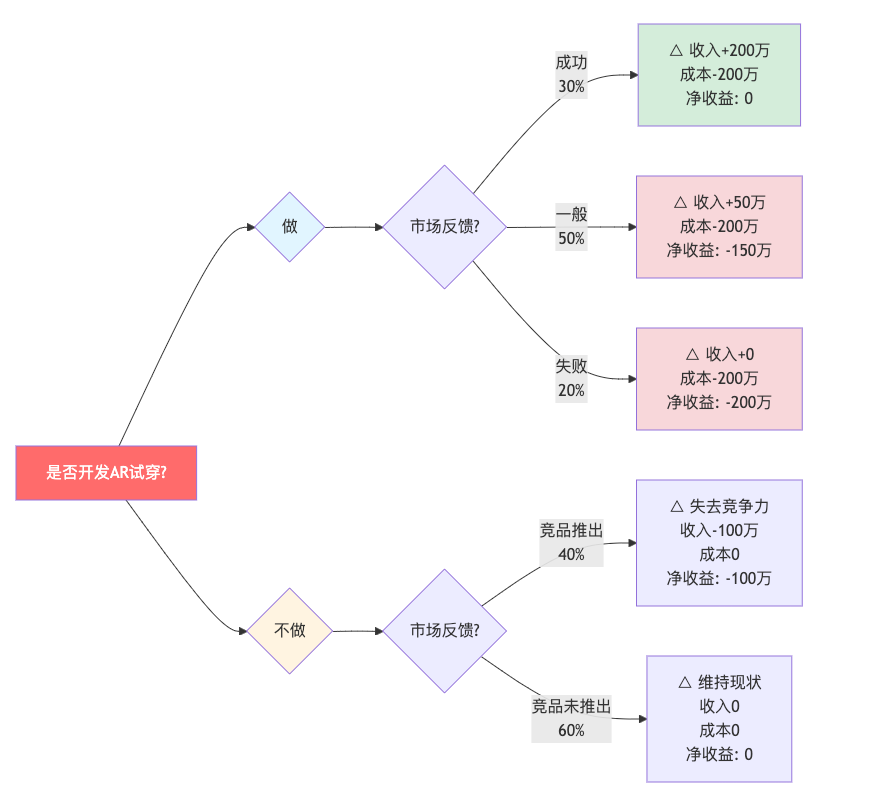 是否开发AR试穿?
做
市场反馈?
成功
30%
△ 收入+200万
成本-200万
净收益: 0
一般
50%
△ 收入+50万
成本-200万
净收益: -150万
失败
20%
△ 收入+0
成本-200万
净收益: -200万
不做
市场反馈?
竞品推出
40%
△ 失去竞争力
收入-100万
成本0
净收益: -100万
竞品未推出
60%
△ 维持现状
收入0
成本0
净收益: 0